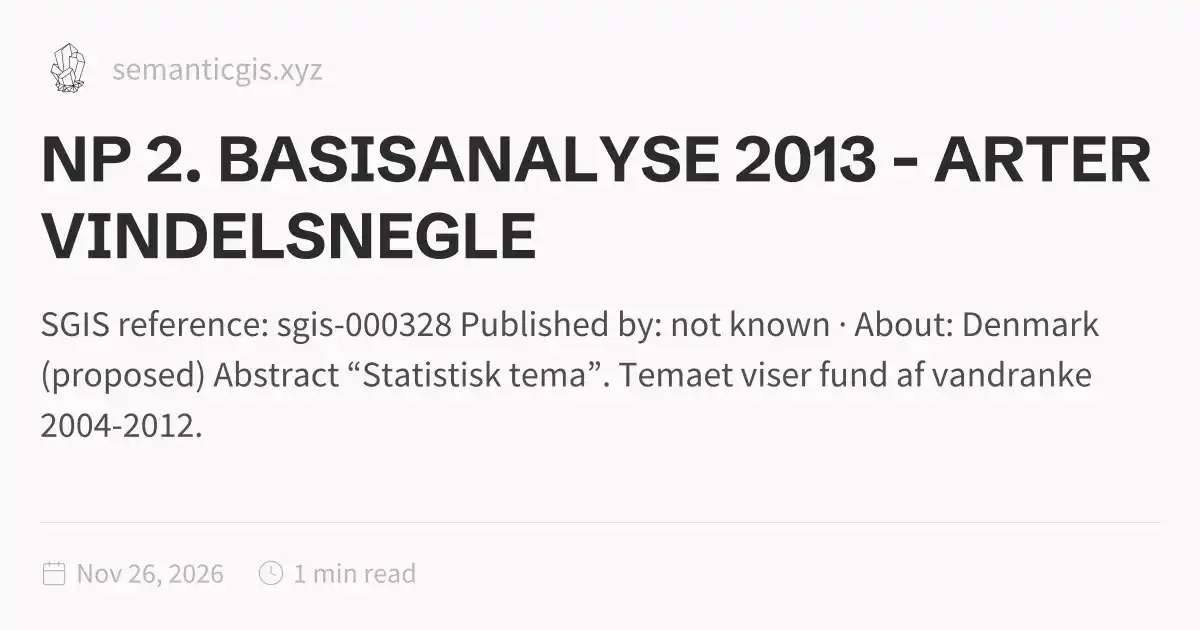 semanticgis.xyz
NP 2. BASISANALYSE 2013 – ARTER
VINDELSNEGLE
SGIS reference: sgis-000328 Published by: not known · About: Denmark
(proposed) Abstract “Statistisk tema”. Temaet viser fund af vandranke
2004-2012.
Nov 26, 2026 1 min read